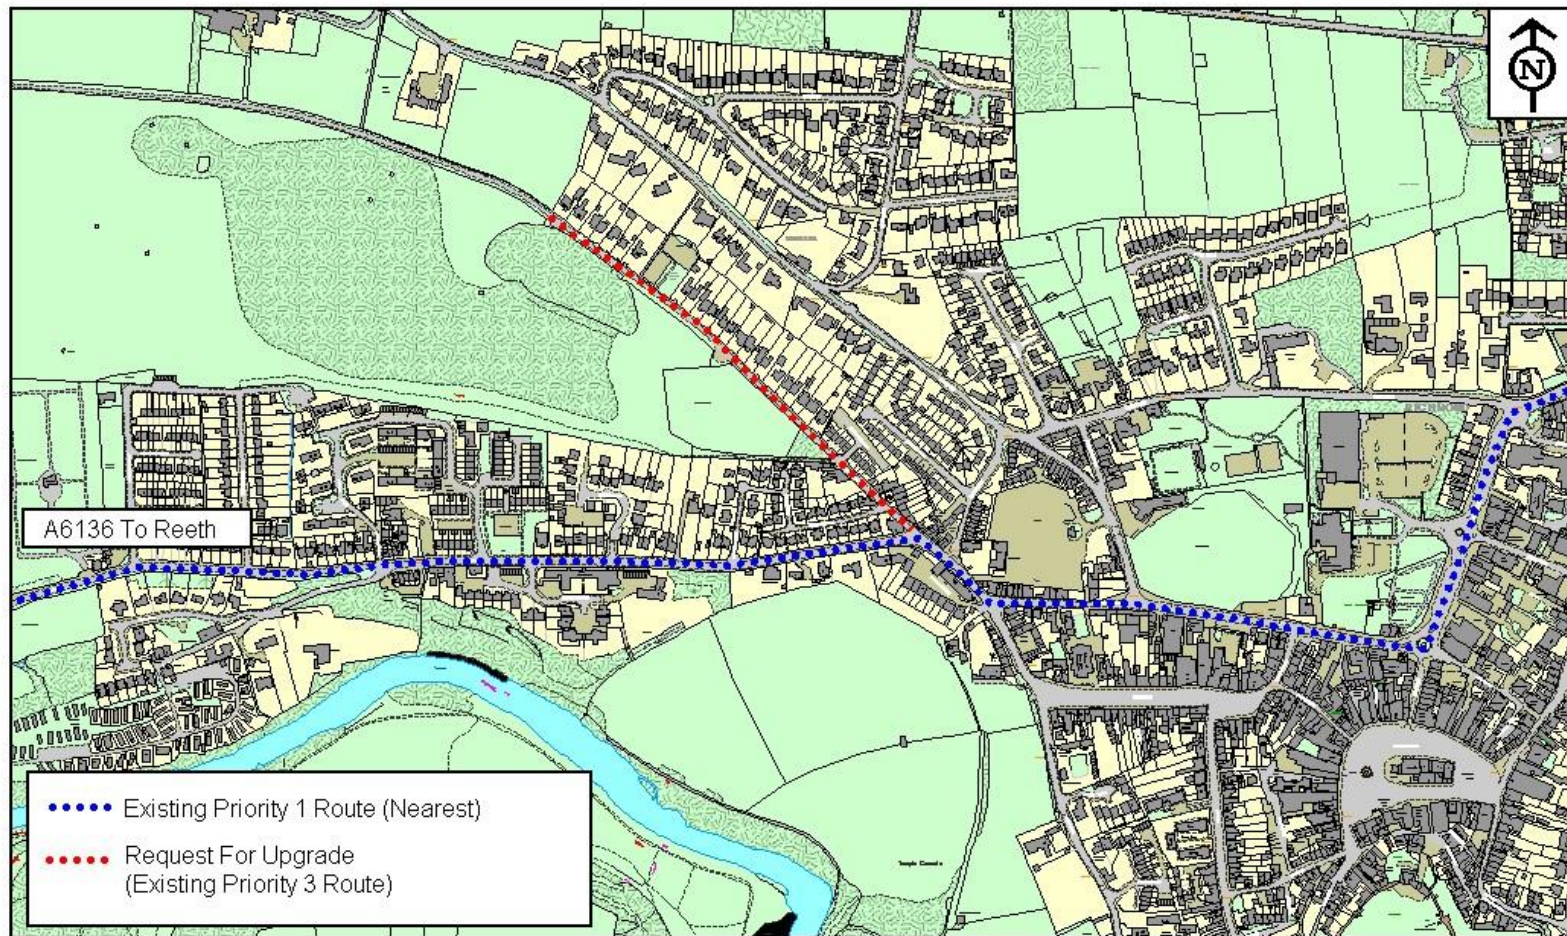 N
A6136 To Reeth
Existing Priority 1 Route (Nearest)
Request For Upgrade
(Existing Priority 3 Route)